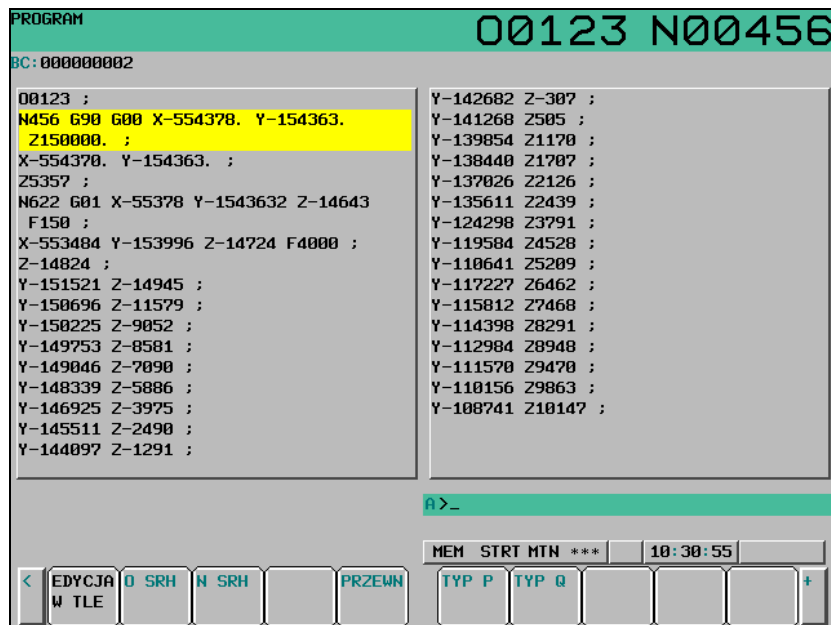 PROGRAM
O0123 N00456
BC:000000002
O0123 ;
N456 G90 G00 X-554378. Y-154363.
Z150000. ;
X-554370. Y-154363. ;
Z5357 ;
N622 G01 X-55378 Y-1543632 Z-14643
F150 ;
X-553484 Y-153996 Z-14724 F4000 ;
Z-14824 ;
Y-151521 Z-14945 ;
Y-150696 Z-11579 ;
Y-150225 Z-9052 ;
Y-149753 Z-8581 ;
Y-149046 Z-7090 ;
Y-148339 Z-5886 ;
Y-146925 Z-3975 ;
Y-145511 Z-2490 ;
Y-144097 Z-1291 ;
Y-142682 Z-307 ;
Y-141268 Z505 ;
Y-139854 Z1170 ;
Y-138440 Z1707 ;
Y-137026 Z2126 ;
Y-135611 Z2439 ;
Y-124298 Z3791 ;
Y-119584 Z4528 ;
Y-110641 Z5209 ;
Y-117227 Z6462 ;
Y-115812 Z7468 ;
Y-114398 Z8291 ;
Y-112984 Z8948 ;
Y-111570 Z9470 ;
Y-110156 Z9863 ;
Y-108741 Z10147 ;
A>_
MEM STRT MTN *** 10:30:55
< EDYCJA O SRH N SRH PRZEWN TYP P TYP Q +
W TLE